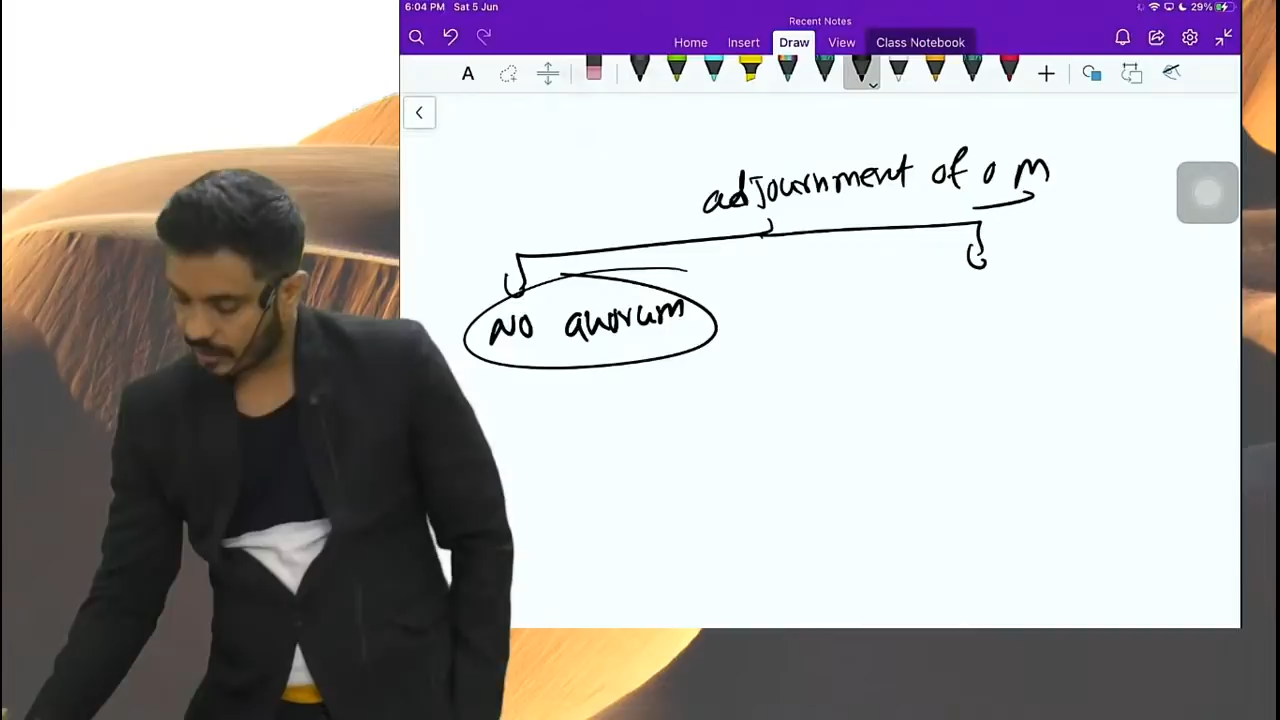 6:04 PM Sat 5 Jun
29%
Recent Notes
Home Insert Draw View Class Notebook
A
adjournment of o M
No quorum